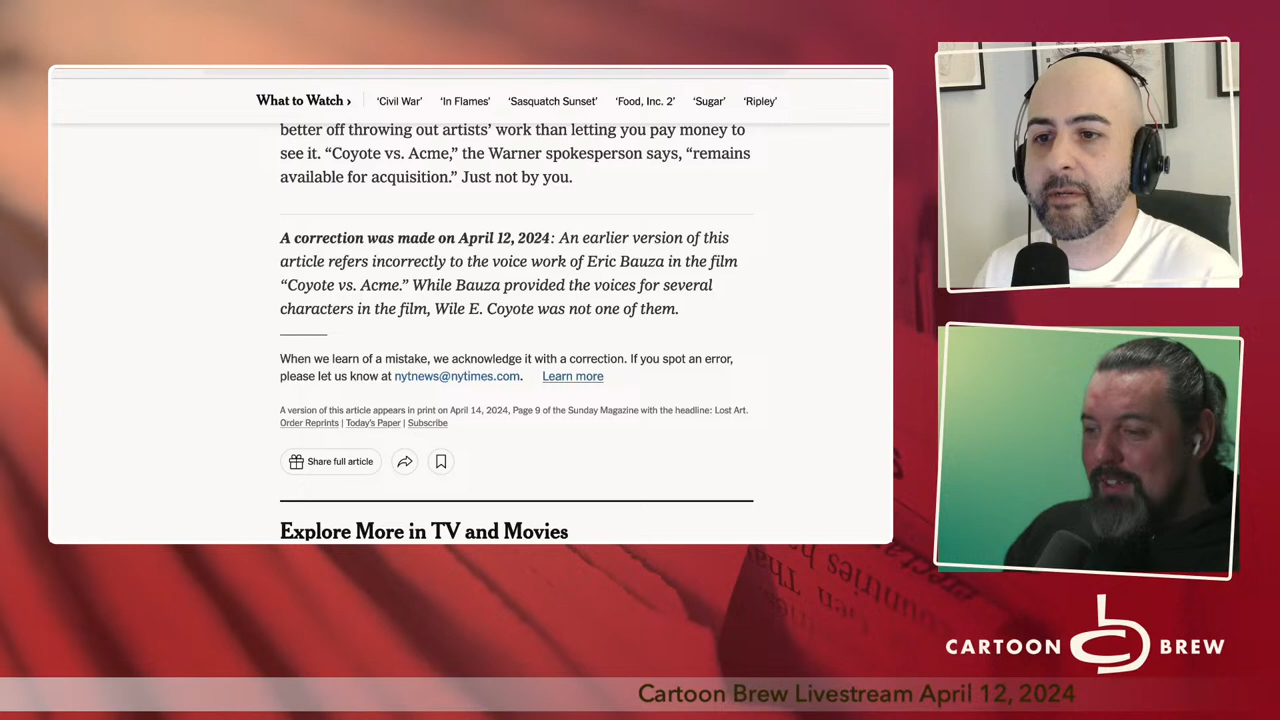 What to Watch › 'Civil War' 'In Flames' 'Sasquatch Sunset' 'Food, Inc. 2' 'Sugar' 'Ripley'
better off throwing out artists' work than letting you pay money to
see it. “Coyote vs. Acme,” the Warner spokesperson says, “remains
available for acquisition.” Just not by you.
A correction was made on April 12, 2024: An earlier version of this
article refers incorrectly to the voice work of Eric Bauza in the film
“Coyote vs. Acme.” While Bauza provided the voices for several
characters in the film, Wile E. Coyote was not one of them.
When we learn of a mistake, we acknowledge it with a correction. If you spot an error,
please let us know at nytnews@nytimes.com. Learn more
A version of this article appears in print on April 14, 2024, Page 9 of the Sunday Magazine with the headline: Lost Art.
Order Reprints | Today's Paper | Subscribe
Share full article
Explore More in TV and Movies
CARTOON BREW
Cartoon Brew Livestream April 12, 2024